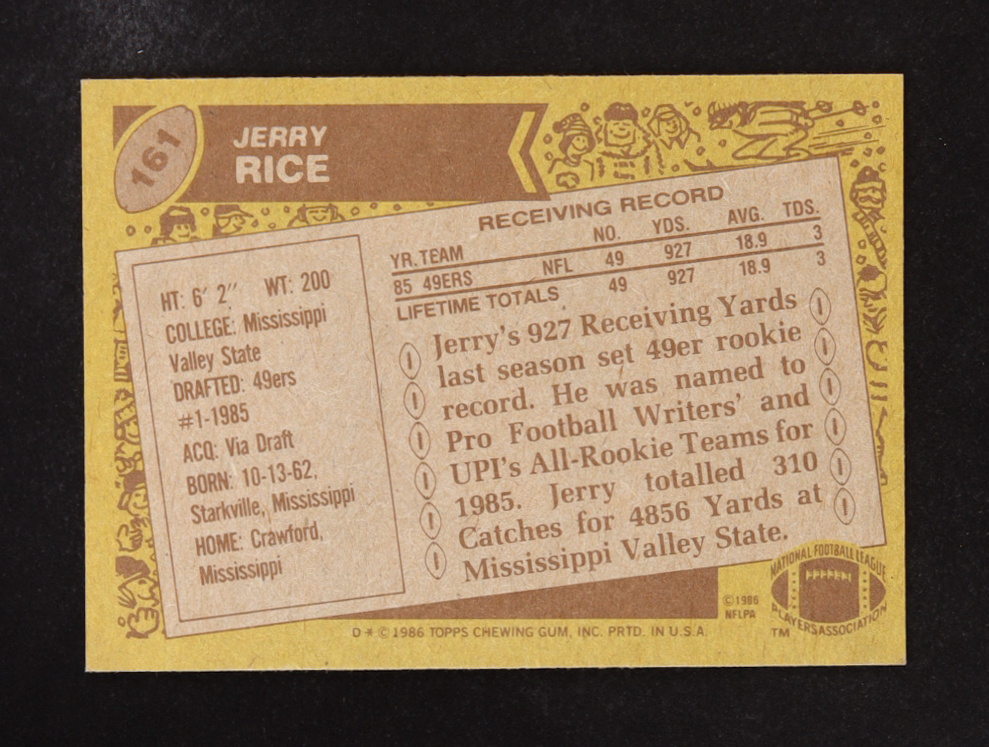 161
JERRY
RICE
RECEIVING RECORD
YR. TEAM NO. YDS. AVG. TDS.
85 49ERS NFL 49 927 18.9 3
LIFETIME TOTALS 49 927 18.9 3
HT: 6′ 2″ WT: 200
COLLEGE: Mississippi
Valley State
DRAFTED: 49ers
#1-1985
ACQ: Via Draft
BORN: 10-13-62,
Starkville, Mississippi
HOME: Crawford,
Mississippi
Jerry's 927 Receiving Yards
last season set 49er rookie
record. He was named to
Pro Football Writers' and
UPI's All-Rookie Teams for
1985. Jerry totalled 310
Catches for 4856 Yards at
Mississippi Valley State.
© 1986
NFLPA
NATIONAL FOOTBALL LEAGUE
PLAYERS ASSOCIATION
TM
D * © 1986 TOPPS CHEWING GUM, INC. PRTD. IN U.S.A.